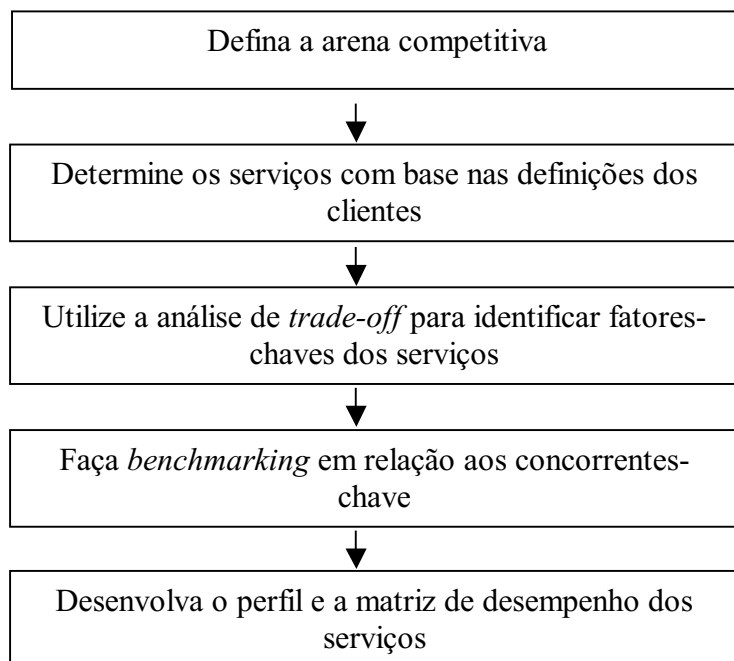 Defina a arena competitiva
Determine os serviços com base nas definições dos
clientes
Utilize a análise de trade-off para identificar fatores-
chaves dos serviços
Faça benchmarking em relação aos concorrentes-
chave
Desenvolva o perfil e a matriz de desempenho dos
serviços